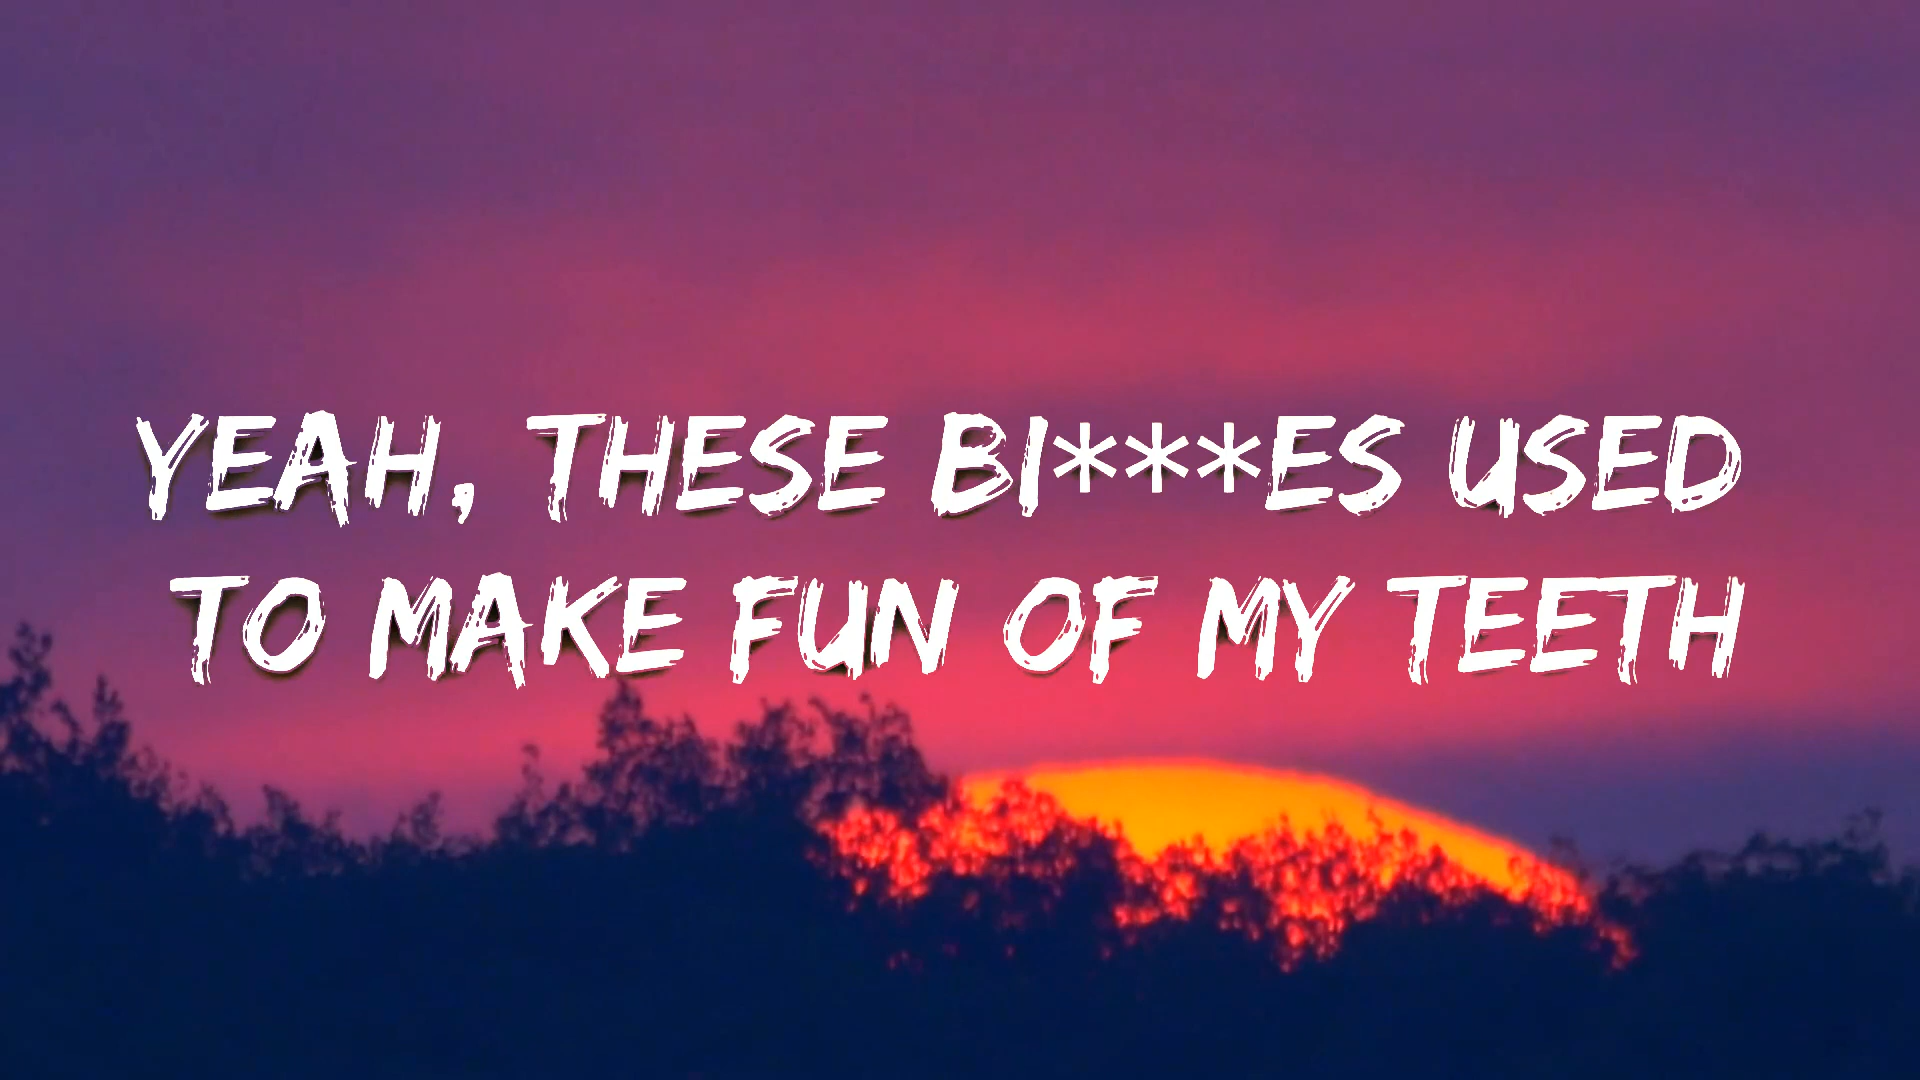 YEAH, THESE BI***ES USED
TO MAKE FUN OF MY TEETH